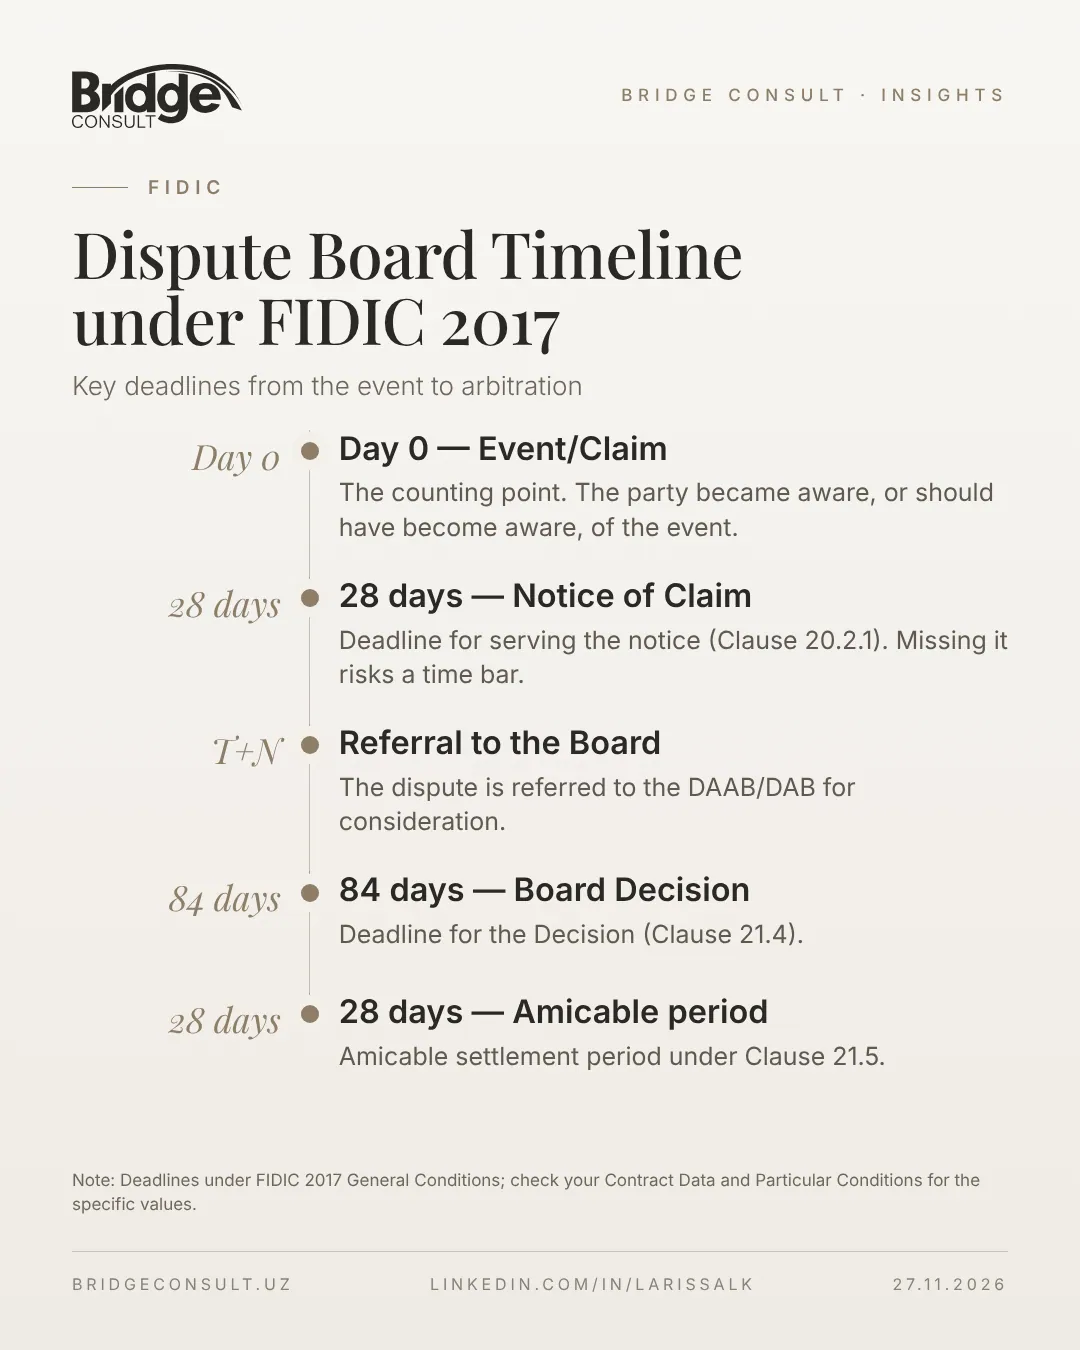 Bridge
CONSULT
BRIDGE CONSULT · INSIGHTS
FIDIC
Dispute Board Timeline
under FIDIC 2017
Key deadlines from the event to arbitration
Day 0
Day 0 — Event/Claim
The counting point. The party became aware, or should
have become aware, of the event.
28 days
28 days — Notice of Claim
Deadline for serving the notice (Clause 20.2.1). Missing it
risks a time bar.
T+N
Referral to the Board
The dispute is referred to the DAAB/DAB for
consideration.
84 days
84 days — Board Decision
Deadline for the Decision (Clause 21.4).
28 days
28 days — Amicable period
Amicable settlement period under Clause 21.5.
Note: Deadlines under FIDIC 2017 General Conditions; check your Contract Data and Particular Conditions for the
specific values.
BRIDGECONSULT.UZ
LINKEDIN.COM/IN/LARISSALK
27.11.2026